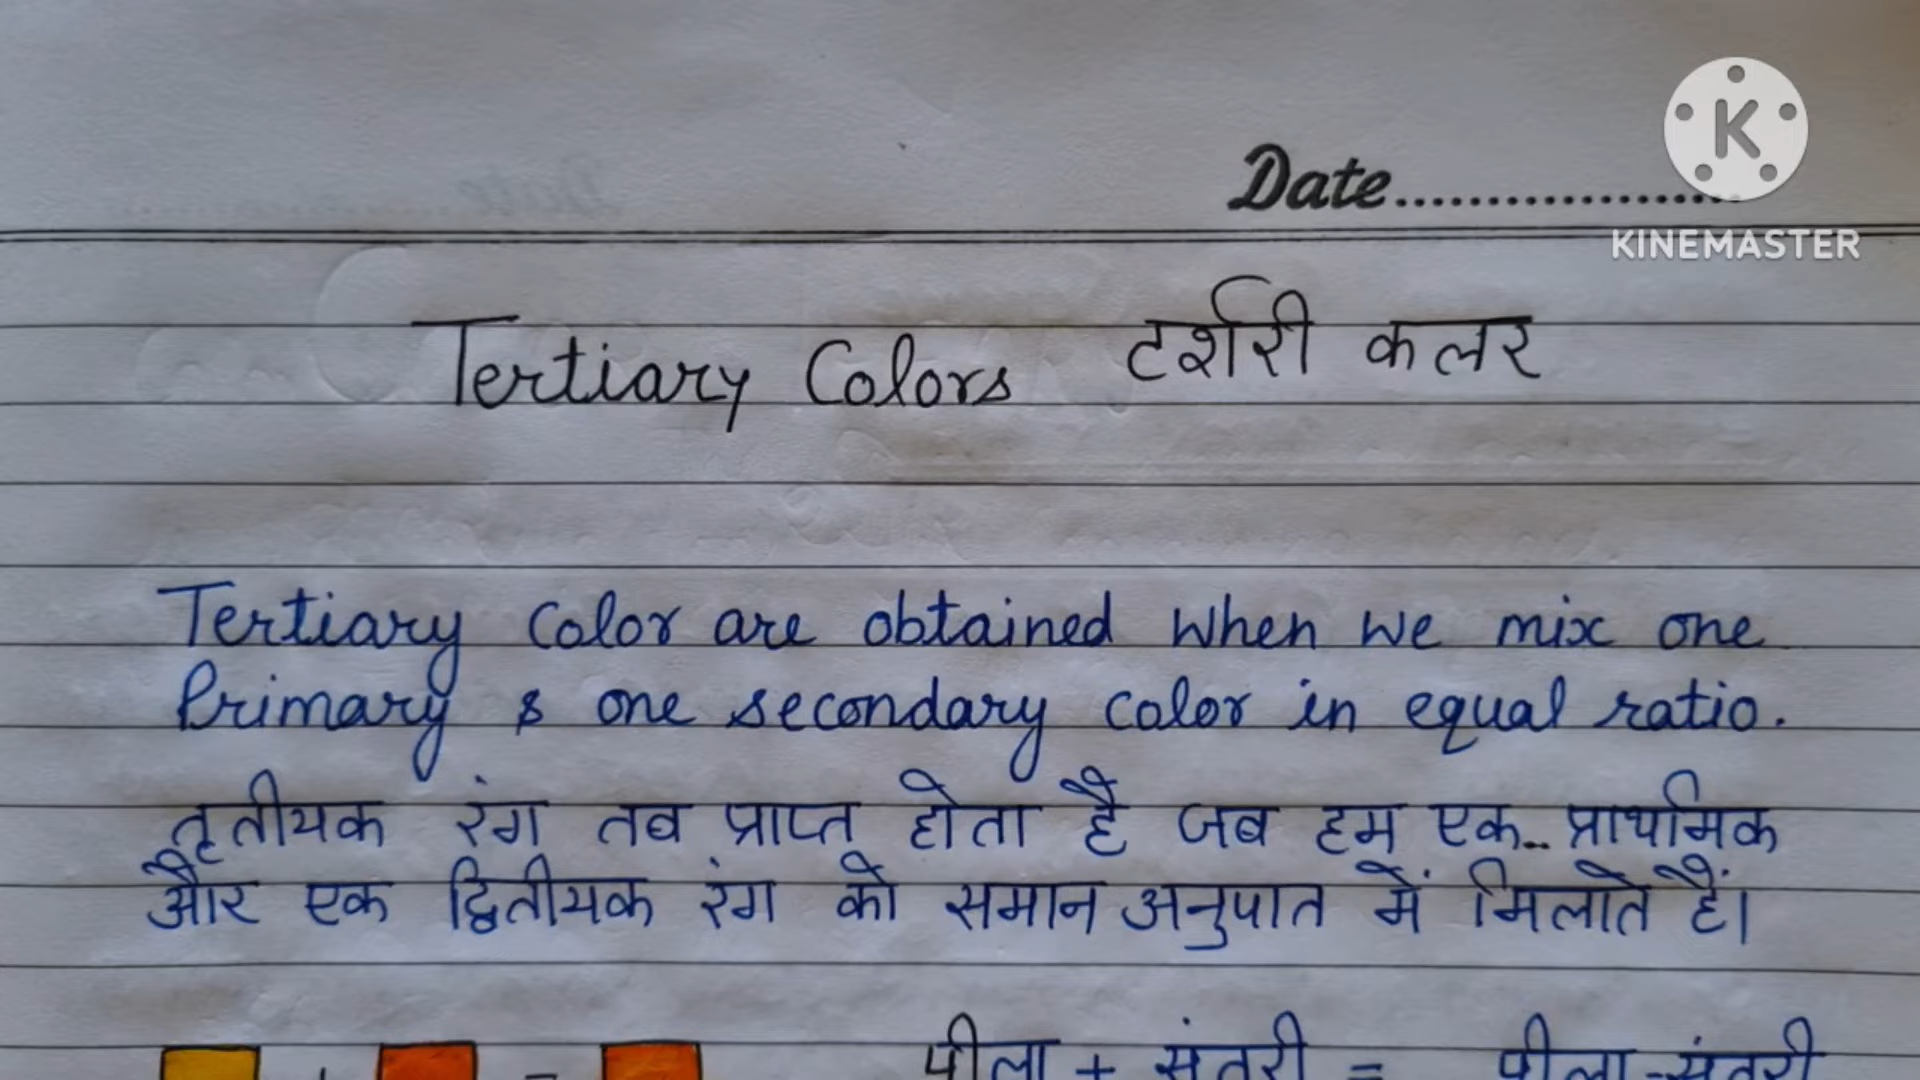 Date....................
K
KINEMASTER
Tertiary Colors टर्शरी कलर
Tertiary Color are obtained when we mix one
Primary & one secondary color in equal ratio.
तृतीयक रंग तब प्राप्त होता है जब हम एक प्राथमिक
और एक द्वितीयक रंग को समान अनुपात में मिलाते हैं।
+ = पीला + संतरी = पीला-संतरी